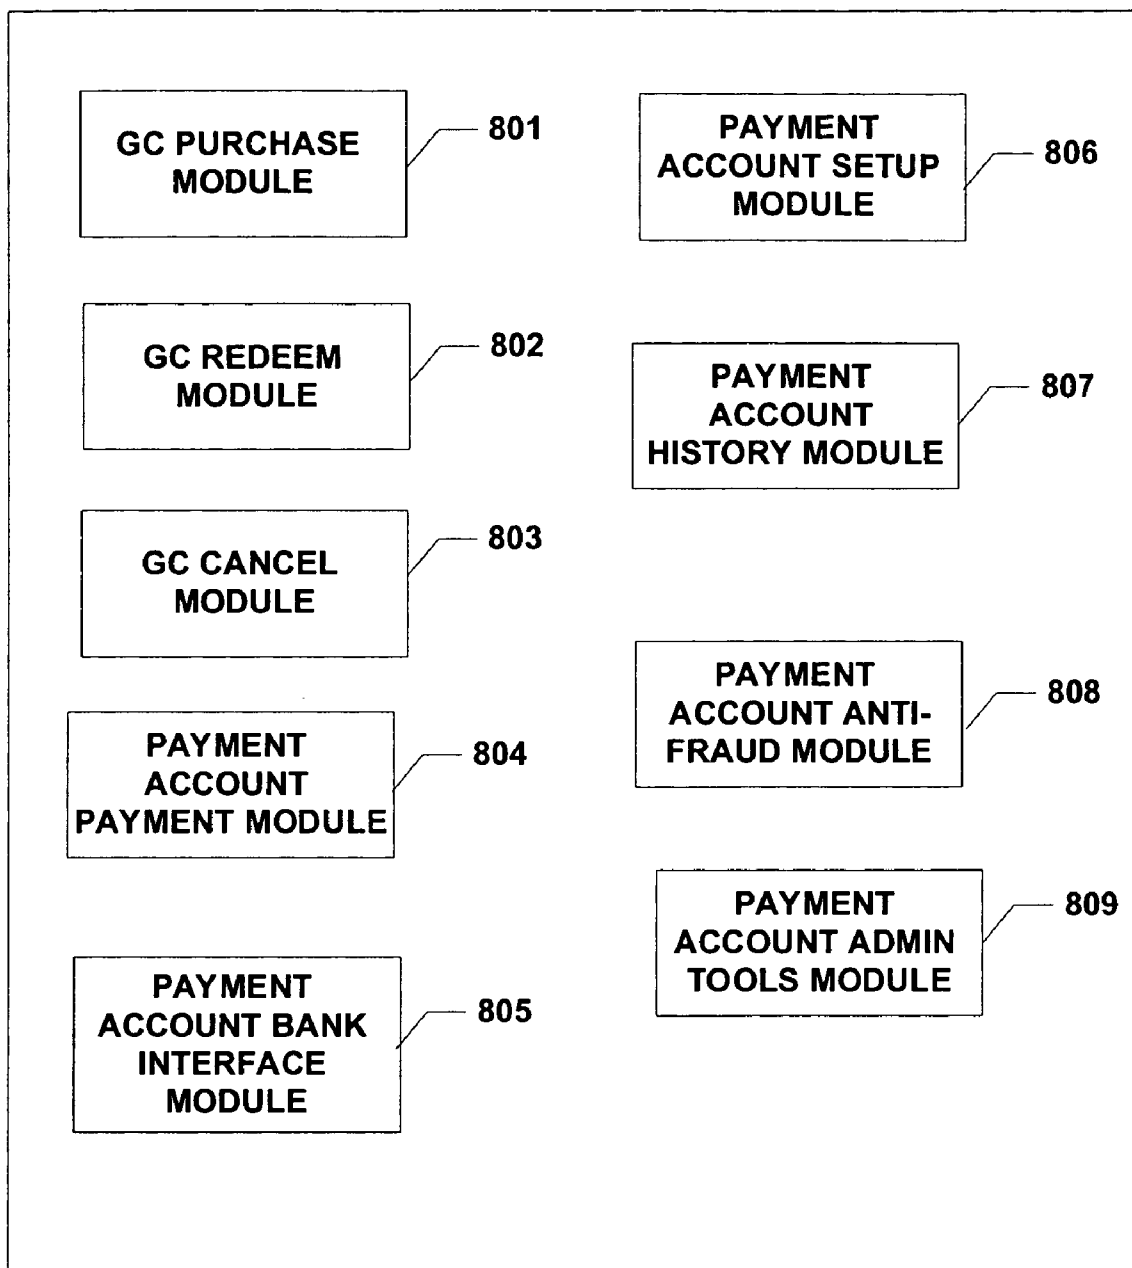 GC PURCHASE
MODULE
801
GC REDEEM
MODULE
802
GC CANCEL
MODULE
803
PAYMENT
ACCOUNT
PAYMENT MODULE
804
PAYMENT
ACCOUNT BANK
INTERFACE
MODULE
805
PAYMENT
ACCOUNT SETUP
MODULE
806
PAYMENT
ACCOUNT
HISTORY MODULE
807
PAYMENT
ACCOUNT ANTI-
FRAUD MODULE
808
PAYMENT
ACCOUNT ADMIN
TOOLS MODULE
809